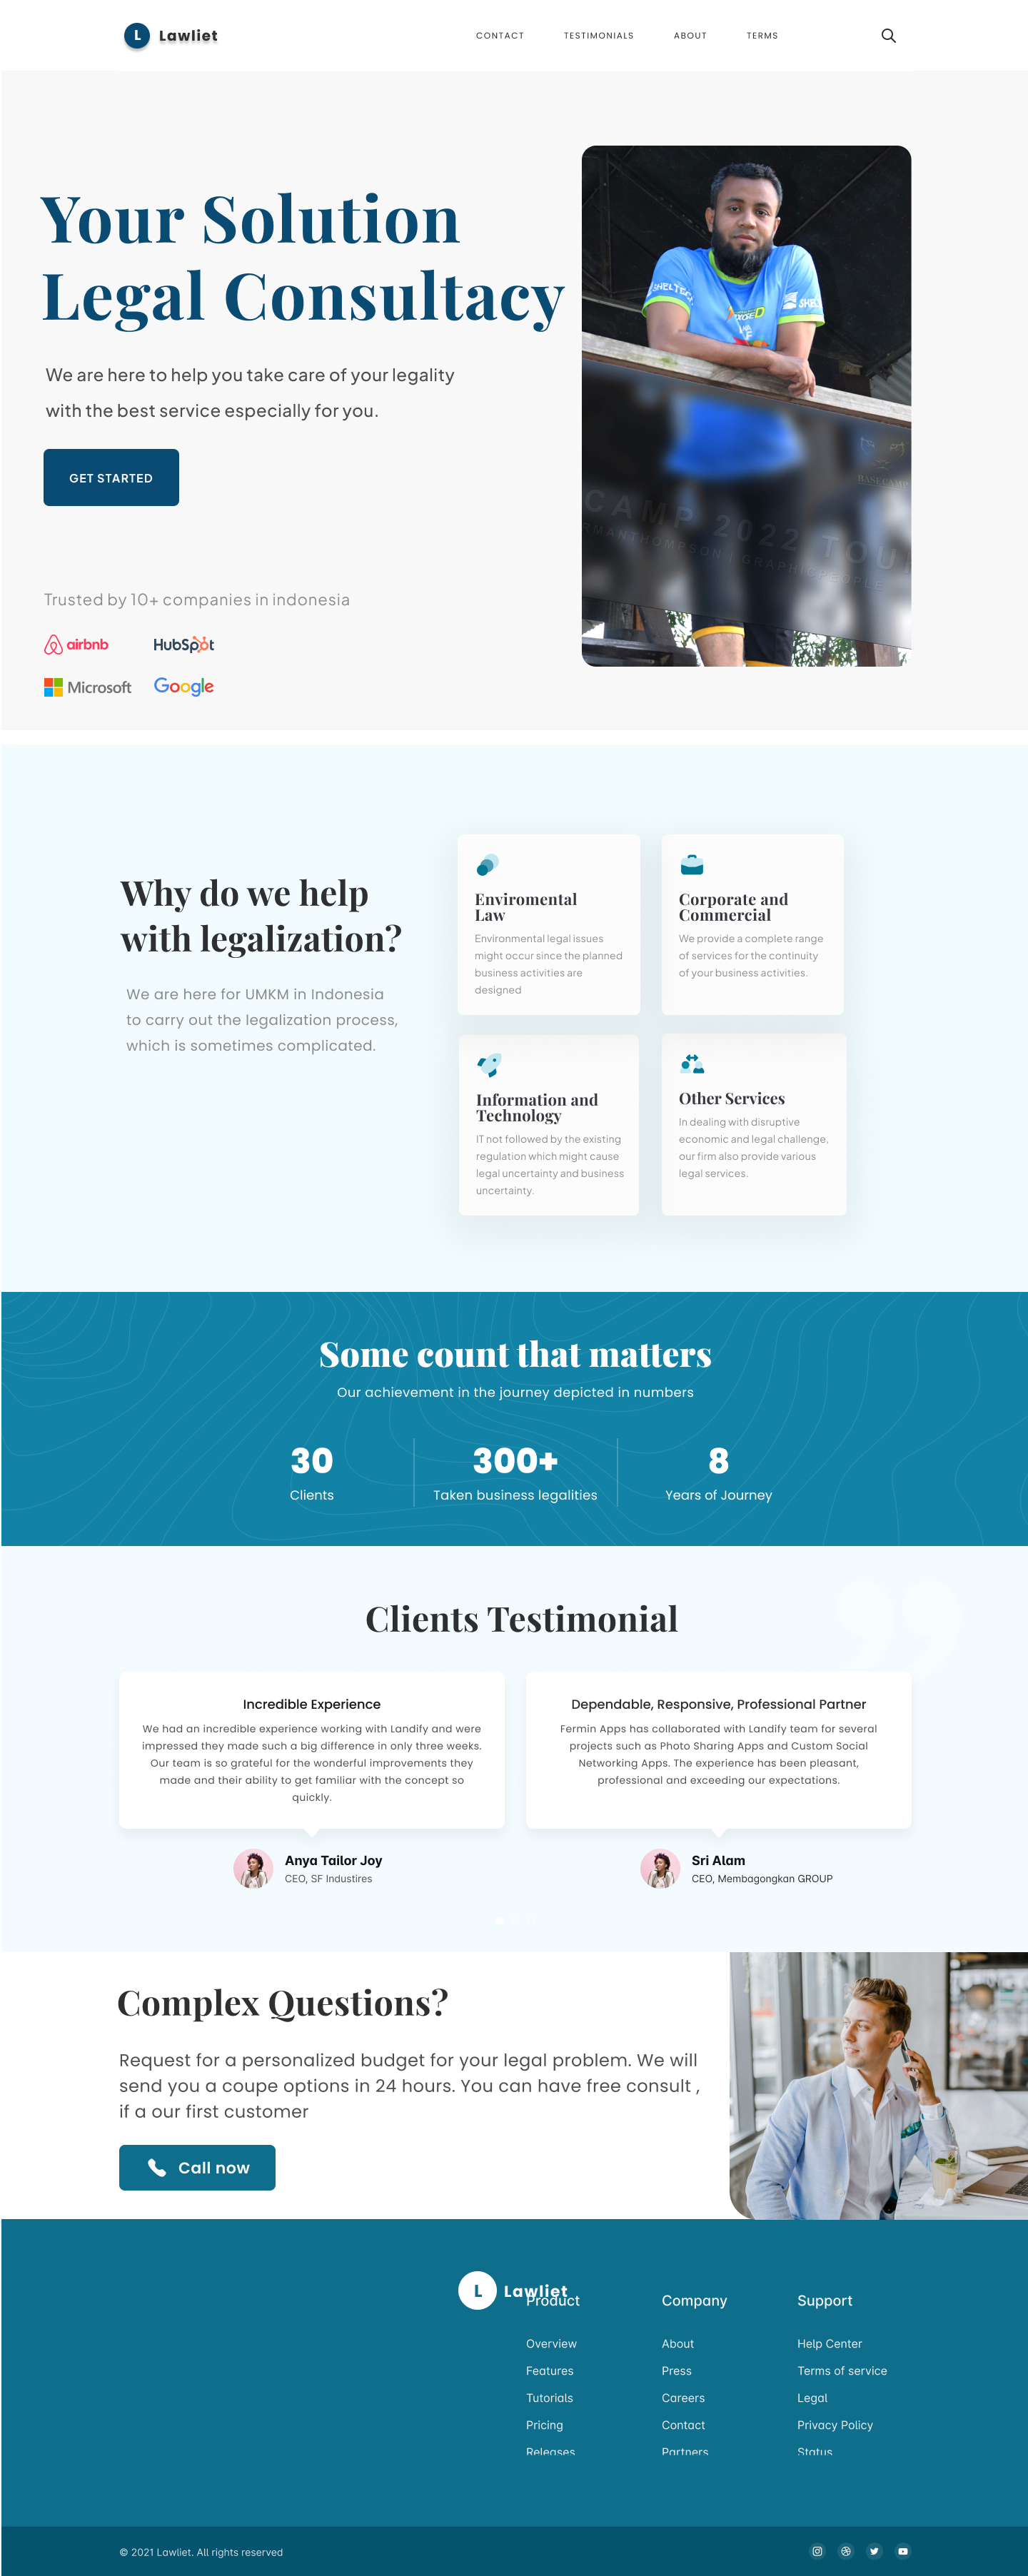 L Lawliet
CONTACT TESTIMONIALS ABOUT TERMS
Your Solution
Legal Consultacy
We are here to help you take care of your legality
with the best service especially for you.
GET STARTED
Trusted by 10+ companies in indonesia
airbnb HubSpot
Microsoft Google
SHELTECH
CAMP 2022 TOU
BASECAMP
Why do we help
with legalization?
We are here for UMKM in Indonesia
to carry out the legalization process,
which is sometimes complicated.
Enviromental
Law
Environmental legal issues
might occur since the planned
business activities are
designed
Corporate and
Commercial
We provide a complete range
of services for the continuity
of your business activities.
Information and
Technology
IT not followed by the existing
regulation which might cause
legal uncertainty and business
uncertainty.
Other Services
In dealing with disruptive
economic and legal challenge,
our firm also provide various
legal services.
Some count that matters
Our achievement in the journey depicted in numbers
30
Clients
300+
Taken business legalities
8
Years of Journey
Clients Testimonial
Incredible Experience
We had an incredible experience working with Landify and were
impressed they made such a big difference in only three weeks.
Our team is so grateful for the wonderful improvements they
made and their ability to get familiar with the concept so
quickly.
Anya Tailor Joy
CEO, SF Industires
Dependable, Responsive, Professional Partner
Fermin Apps has collaborated with Landify team for several
projects such as Photo Sharing Apps and Custom Social
Networking Apps. The experience has been pleasant,
professional and exceeding our expectations.
Sri Alam
CEO, Membagongkan GROUP
Complex Questions?
Request for a personalized budget for your legal problem. We will
send you a coupe options in 24 hours. You can have free consult ,
if a our first customer
Call now
L Lawliet
Product
Overview
Features
Tutorials
Pricing
Releases
Company
About
Press
Careers
Contact
Partners
Support
Help Center
Terms of service
Legal
Privacy Policy
Status
© 2021 Lawliet. All rights reserved